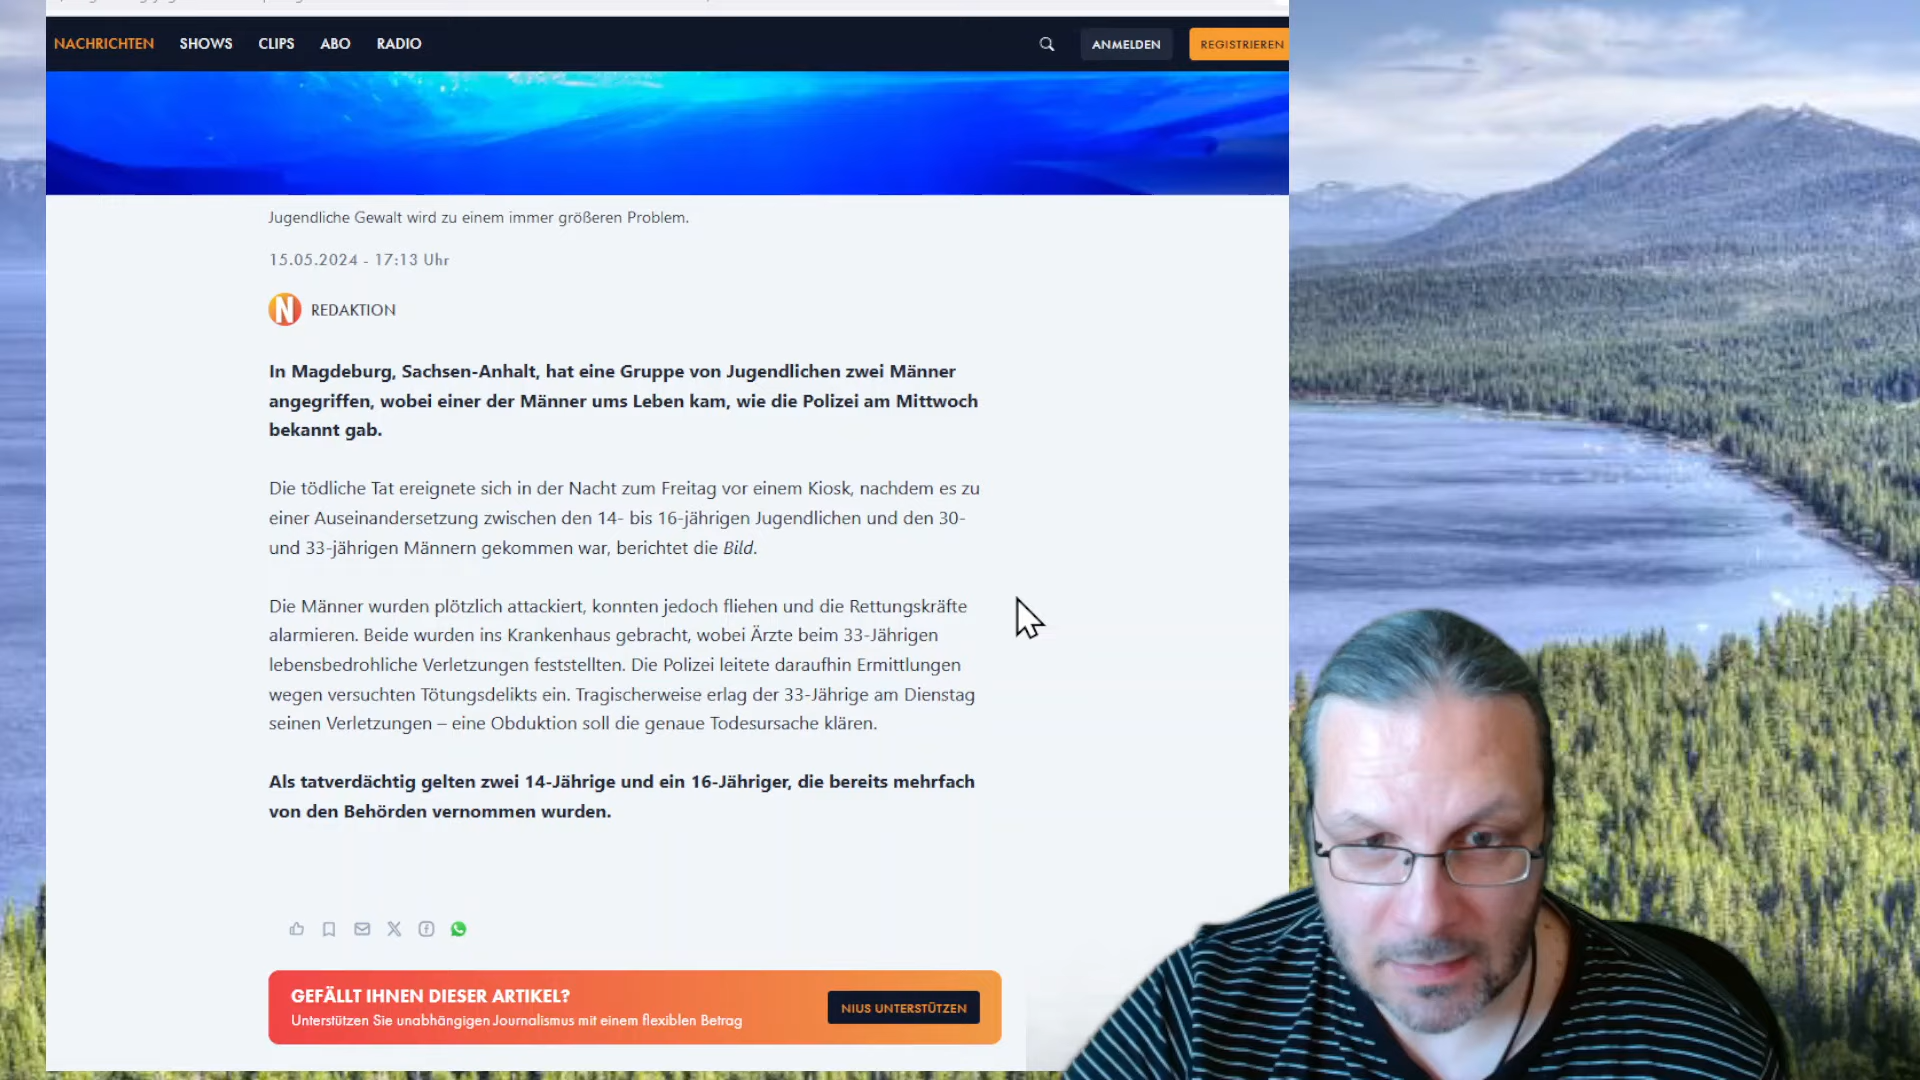 NACHRICHTEN SHOWS CLIPS ABO RADIO ANMELDEN REGISTRIEREN
Jugendliche Gewalt wird zu einem immer größeren Problem.
15.05.2024 - 17:13 Uhr
N REDAKTION
In Magdeburg, Sachsen-Anhalt, hat eine Gruppe von Jugendlichen zwei Männer
angegriffen, wobei einer der Männer ums Leben kam, wie die Polizei am Mittwoch
bekannt gab.
Die tödliche Tat ereignete sich in der Nacht zum Freitag vor einem Kiosk, nachdem es zu
einer Auseinandersetzung zwischen den 14- bis 16-jährigen Jugendlichen und den 30-
und 33-jährigen Männern gekommen war, berichtet die Bild.
Die Männer wurden plötzlich attackiert, konnten jedoch fliehen und die Rettungskräfte
alarmieren. Beide wurden ins Krankenhaus gebracht, wobei Ärzte beim 33-Jährigen
lebensbedrohliche Verletzungen feststellten. Die Polizei leitete daraufhin Ermittlungen
wegen versuchten Tötungsdelikts ein. Tragischerweise erlag der 33-Jährige am Dienstag
seinen Verletzungen – eine Obduktion soll die genaue Todesursache klären.
Als tatverdächtig gelten zwei 14-Jährige und ein 16-Jähriger, die bereits mehrfach
von den Behörden vernommen wurden.
GEFÄLLT IHNEN DIESER ARTIKEL?
Unterstützen Sie unabhängigen Journalismus mit einem flexiblen Betrag
NIUS UNTERSTÜTZEN